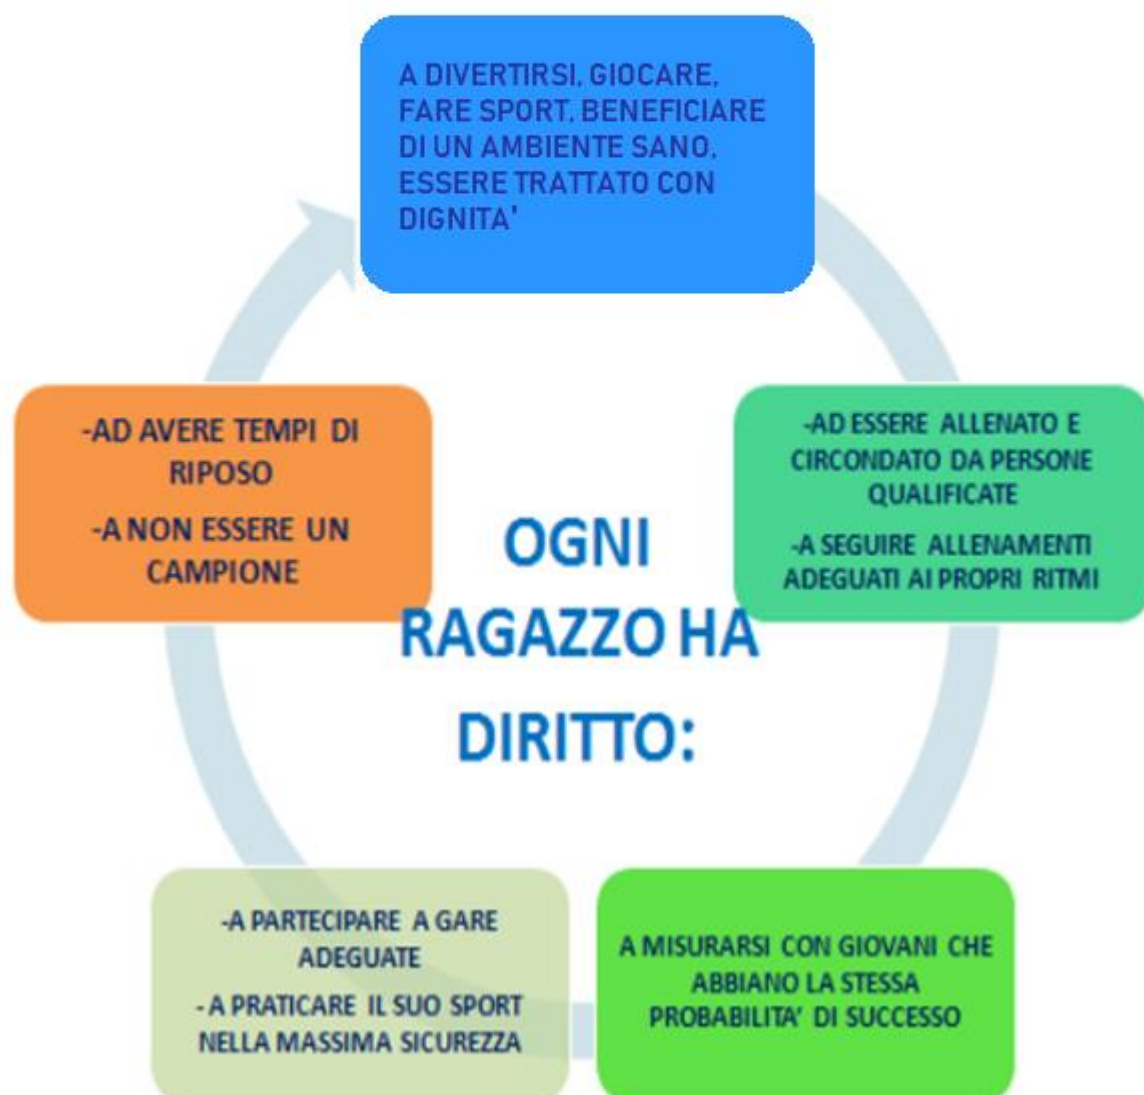 A DIVERTIRSI, GIOCARE,
FARE SPORT, BENEFICIARE
DI UN AMBIENTE SANO,
ESSERE TRATTATO CON
DIGNITA'
-AD ESSERE ALLENATO E
CIRCONDATO DA PERSONE
QUALIFICATE
-A SEGUIRE ALLENAMENTI
ADEGUATI AI PROPRI RITMI
A MISURARSI CON GIOVANI CHE
ABBIANO LA STESSA
PROBABILITA' DI SUCCESSO
-A PARTECIPARE A GARE
ADEGUATE
- A PRATICARE IL SUO SPORT
NELLA MASSIMA SICUREZZA
-AD AVERE TEMPI DI
RIPOSO
-A NON ESSERE UN
CAMPIONE
OGNI
RAGAZZO HA
DIRITTO: